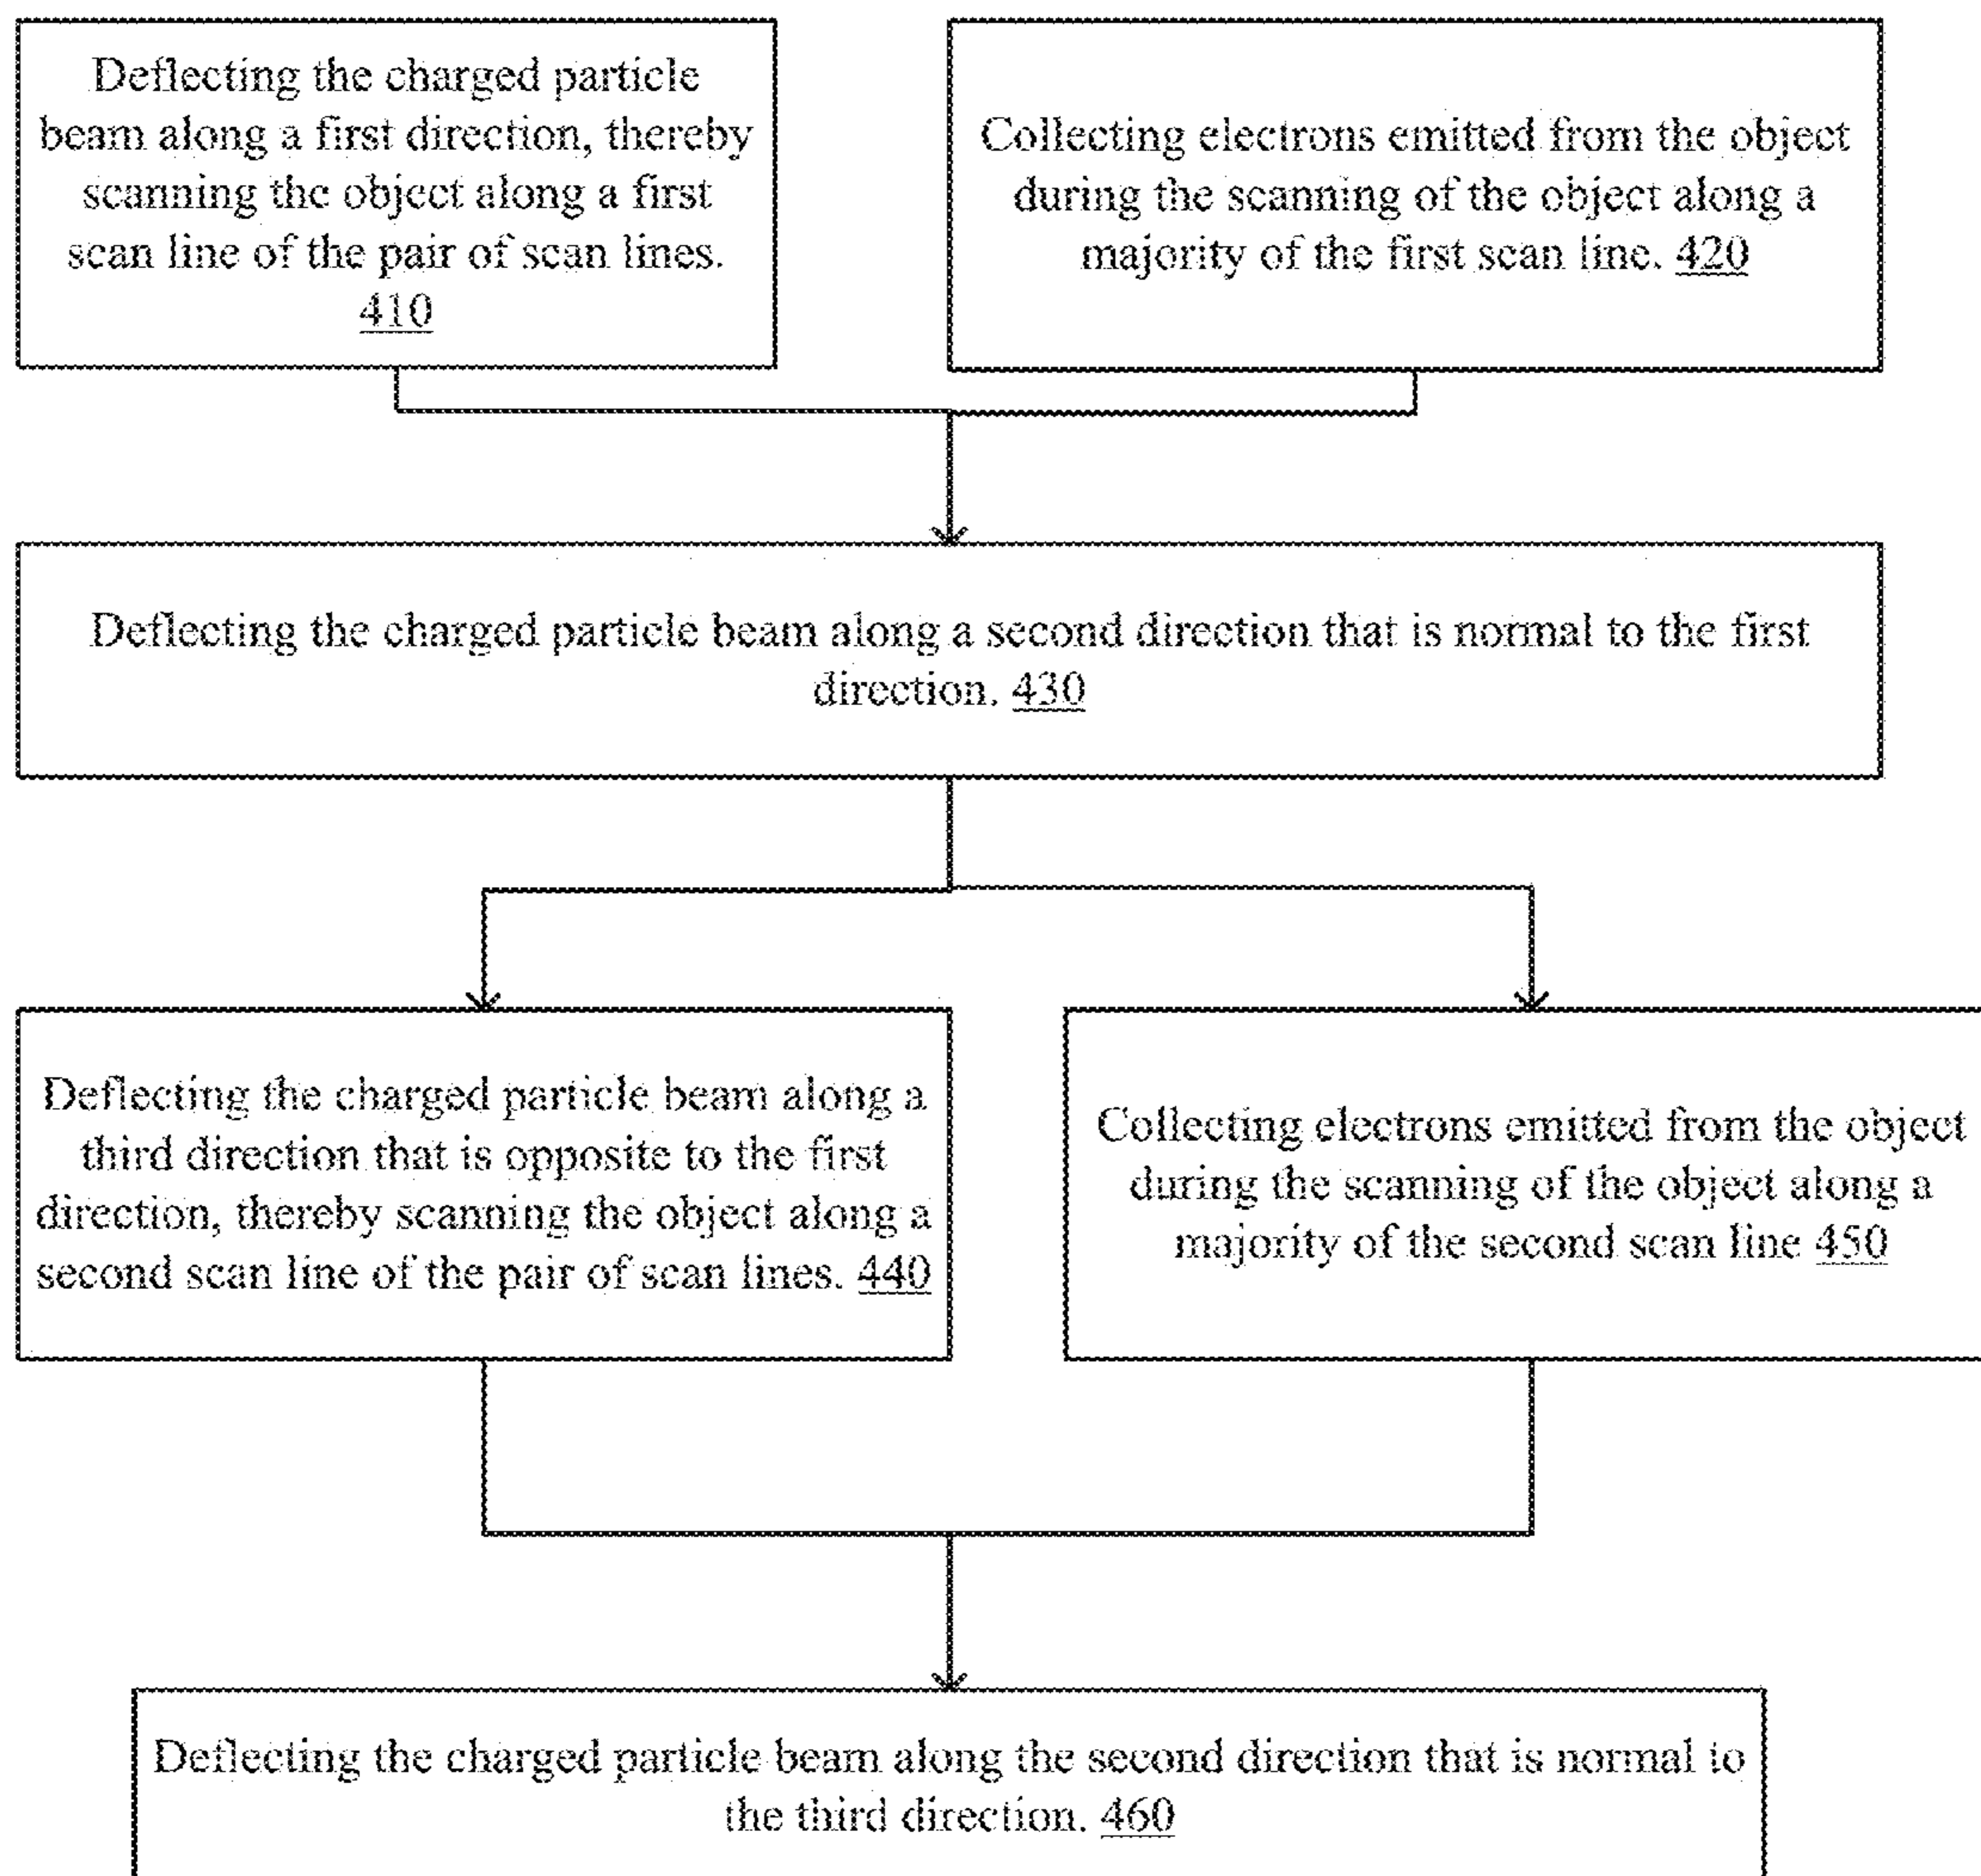 Deflecting the charged particle
beam along a first direction, thereby
scanning the object along a first
scan line of the pair of scan lines.
410
Collecting electrons emitted from the object
during the scanning of the object along a
majority of the first scan line. 420
Deflecting the charged particle beam along a second direction that is normal to the first
direction. 430
Deflecting the charged particle beam along a
third direction that is opposite to the first
direction, thereby scanning the object along a
second scan line of the pair of scan lines. 440
Collecting electrons emitted from the object
during the scanning of the object along a
majority of the second scan line 450
Deflecting the charged particle beam along the second direction that is normal to
the third direction. 460